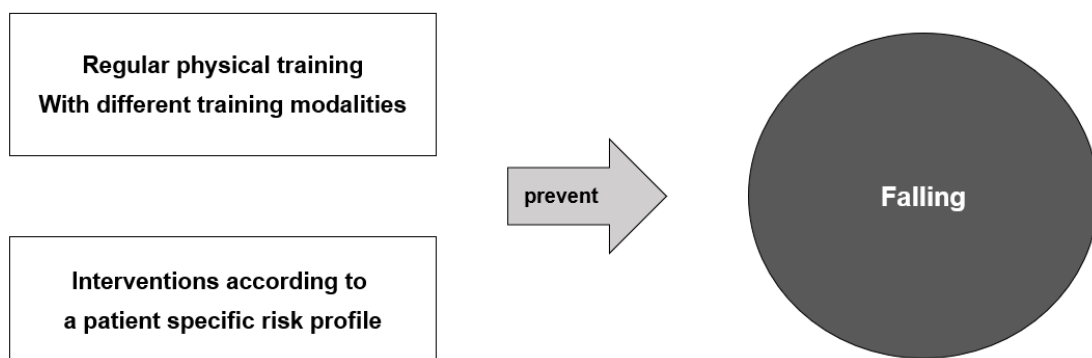 Regular physical training
With different training modalities
prevent
Falling
Interventions according to
a patient specific risk profile